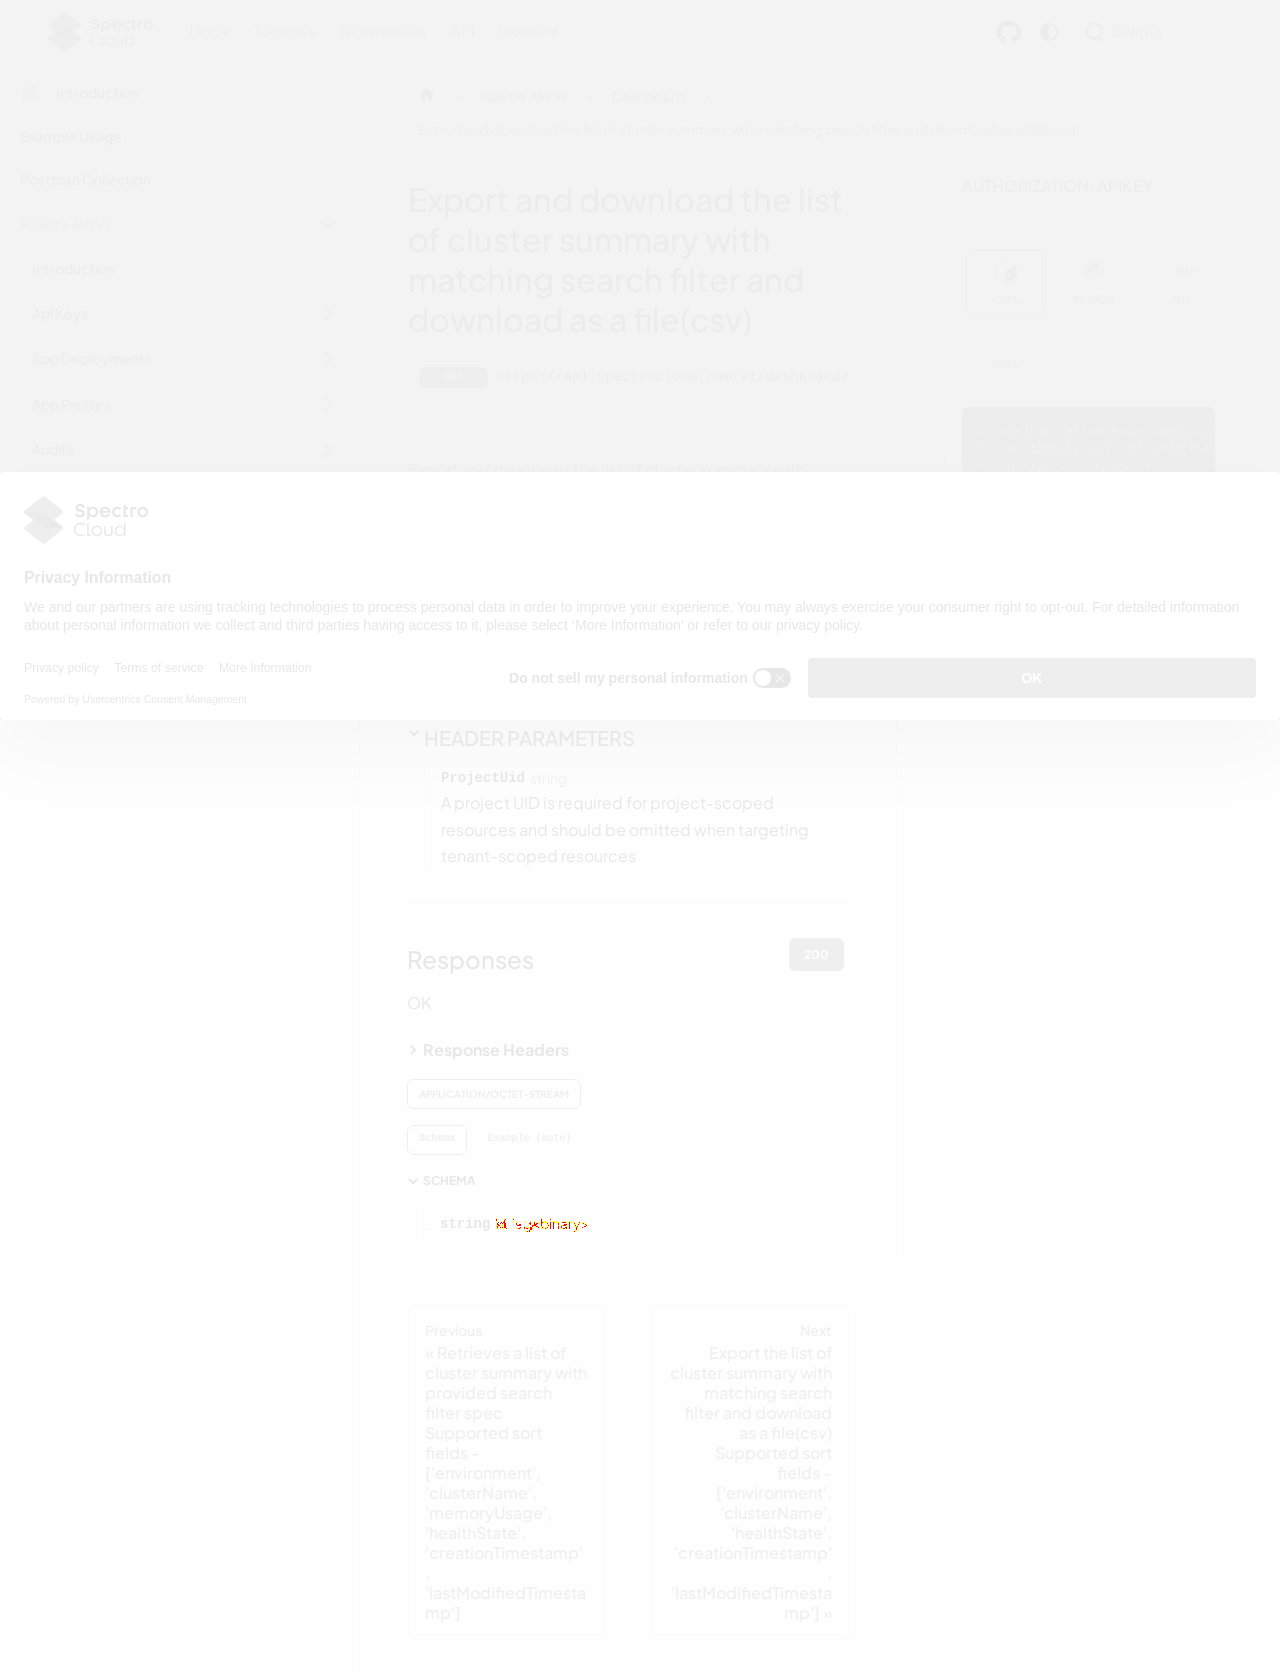 Spectro
Cloud
Docs Tutorials Downloads API latest
Search
Introduction
Example Usage
Postman Collection
Palette API V1
Introduction
Api Keys
App Deployments
App Profiles
Audits
Palette API V1
Dashboard
Export and download the list of cluster summary with matching search filter and download as a file(csv)
Export and download the list
of cluster summary with
matching search filter and
download as a file(csv)
GET https://api.spectrocloud.com/v1/dashboard/
Export and download the list of cluster summary with
AUTHORIZATION: APIKEY
CURL PYTHON GO
CURL
Spectro
Cloud
Privacy Information
We and our partners are using tracking technologies to process personal data in order to improve your experience. You may always exercise your consumer right to opt-out. For detailed information
about personal information we collect and third parties having access to it, please select ‘More Information’ or refer to our privacy policy.
Privacy policy Terms of service More Information
Powered by Usercentrics Consent Management
Do not sell my personal information
OK
HEADER PARAMETERS
ProjectUid string
A project UID is required for project-scoped
resources and should be omitted when targeting
tenant-scoped resources
Responses
200
OK
Response Headers
APPLICATION/OCTET-STREAM
Schema Example (auto)
SCHEMA
string binary>
Previous
« Retrieves a list of
cluster summary with
provided search
filter spec
Supported sort
fields -
['environment',
'clusterName',
'memoryUsage',
'healthState',
'creationTimestamp'
,
'lastModifiedTimesta
mp']
Next
Export the list of
cluster summary with
matching search
filter and download
as a file(csv)
Supported sort
fields -
['environment',
'clusterName',
'healthState',
'creationTimestamp'
,
'lastModifiedTimesta
mp'] »